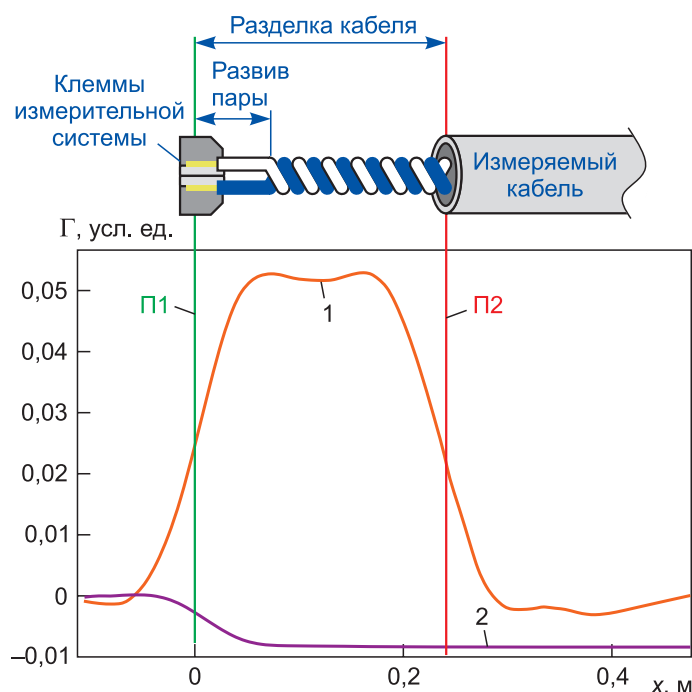 Разделка кабеля
Клеммы
измерительной
системы
Развив
пары
Измеряемый
кабель
Γ, усл. ед.
0,05
0,04
0,03
0,02
0,01
0
–0,01
П1
1
П2
2
0
0,2
0,4
x, м